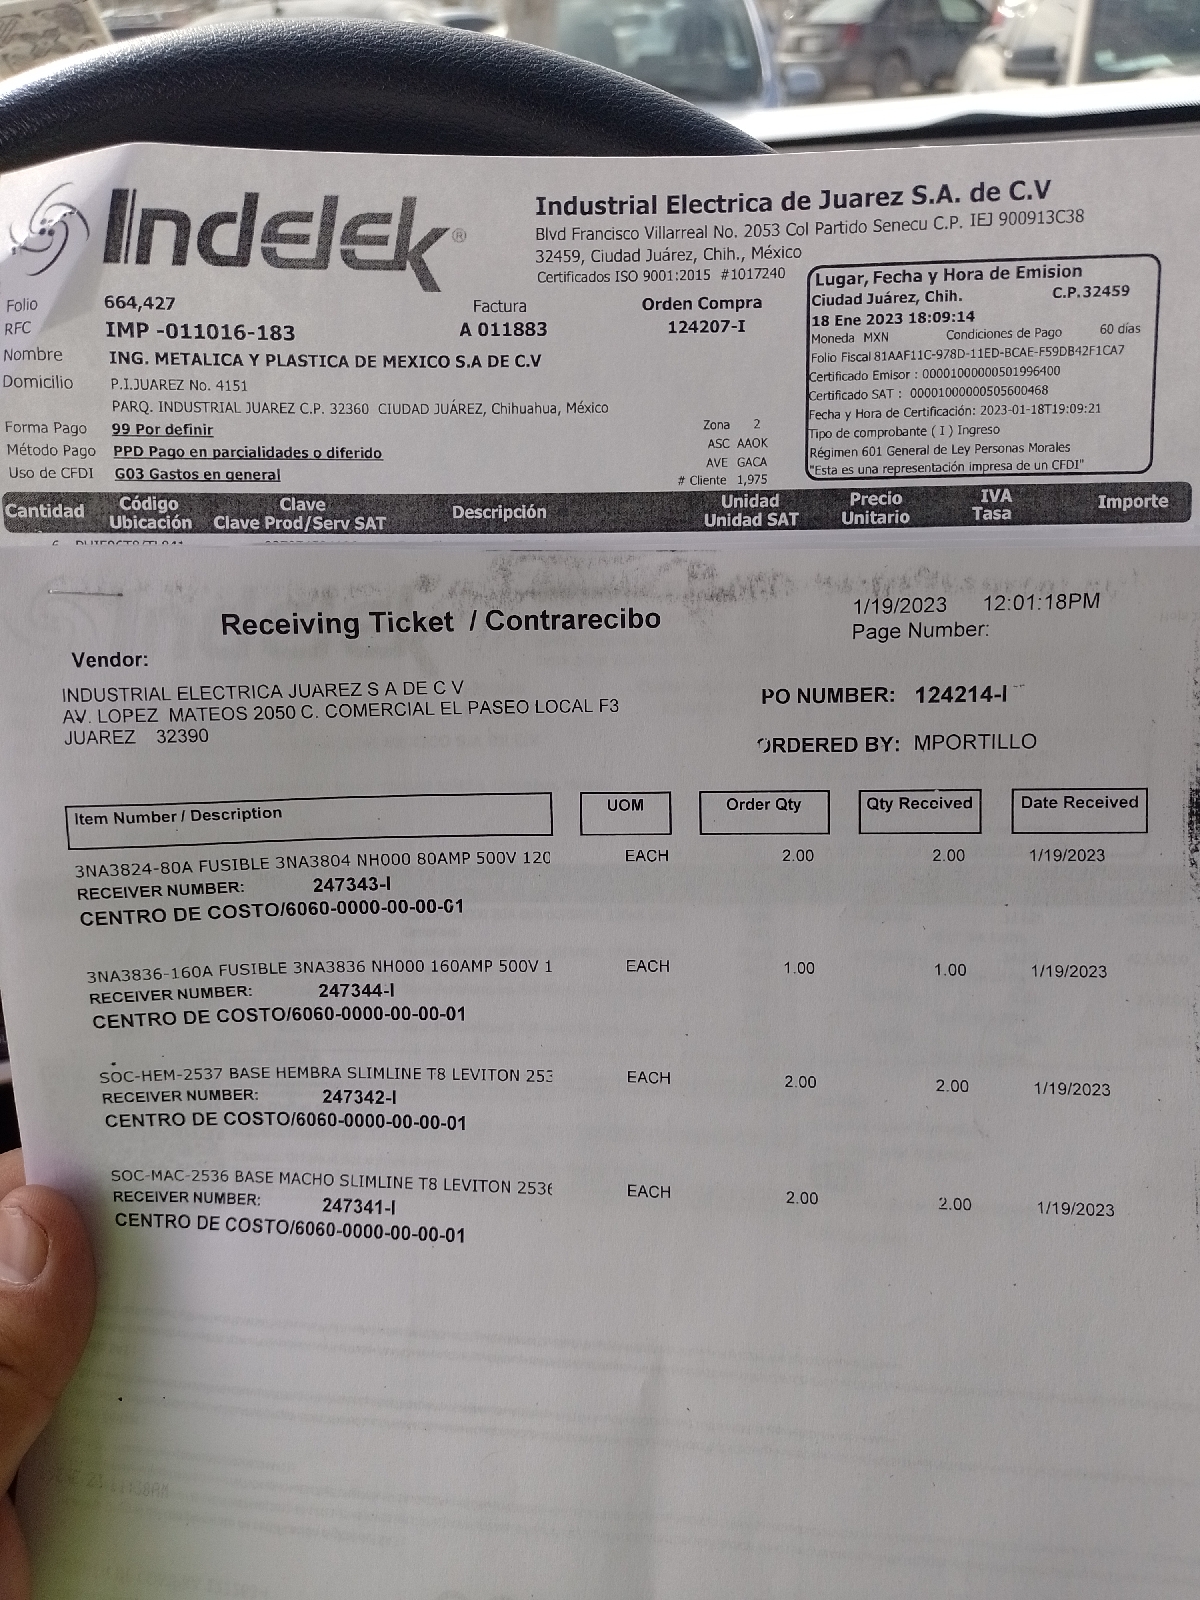 Indelek®
Industrial Electrica de Juarez S.A. de C.V
Blvd Francisco Villarreal No. 2053 Col Partido Senecu C.P. IEJ 900913C38
32459, Ciudad Juárez, Chih., México
Certificados ISO 9001:2015 #1017240
Folio 664,427 Factura Orden Compra
RFC IMP -011016-183 A 011883 124207-I
Nombre ING. METALICA Y PLASTICA DE MEXICO S.A DE C.V
Domicilio P.I.JUAREZ No. 4151
PARQ. INDUSTRIAL JUAREZ C.P. 32360 CIUDAD JUÁREZ, Chihuahua, México
Forma Pago 99 Por definir
Método Pago PPD Pago en parcialidades o diferido
Uso de CFDI G03 Gastos en general
Zona 2
ASC AAOK
AVE GACA
# Cliente 1,975
Lugar, Fecha y Hora de Emision
Ciudad Juárez, Chih. C.P.32459
18 Ene 2023 18:09:14
Moneda MXN Condiciones de Pago 60 días
Folio Fiscal 81AAF11C-978D-11ED-BCAE-F59DB42F1CA7
Certificado Emisor : 00001000000501996400
Certificado SAT : 00001000000505600468
Fecha y Hora de Certificación: 2023-01-18T19:09:21
Tipo de comprobante ( I ) Ingreso
Régimen 601 General de Ley Personas Morales
"Esta es una representación impresa de un CFDI"
Cantidad Código Clave Descripción Unidad Precio IVA Importe
Ubicación Clave Prod/Serv SAT Unidad SAT Unitario Tasa
Receiving Ticket / Contrarecibo
1/19/2023 12:01:18PM
Page Number:
Vendor:
INDUSTRIAL ELECTRICA JUAREZ S A DE C V
AV. LOPEZ MATEOS 2050 C. COMERCIAL EL PASEO LOCAL F3
JUAREZ 32390
PO NUMBER: 124214-I
ORDERED BY: MPORTILLO
Item Number / Description UOM Order Qty Qty Received Date Received
3NA3824-80A FUSIBLE 3NA3804 NH000 80AMP 500V 120 EACH 2.00 2.00 1/19/2023
RECEIVER NUMBER: 247343-I
CENTRO DE COSTO/6060-0000-00-00-01
3NA3836-160A FUSIBLE 3NA3836 NH000 160AMP 500V 1 EACH 1.00 1.00 1/19/2023
RECEIVER NUMBER: 247344-I
CENTRO DE COSTO/6060-0000-00-00-01
SOC-HEM-2537 BASE HEMBRA SLIMLINE T8 LEVITON 253 EACH 2.00 2.00 1/19/2023
RECEIVER NUMBER: 247342-I
CENTRO DE COSTO/6060-0000-00-00-01
SOC-MAC-2536 BASE MACHO SLIMLINE T8 LEVITON 2536 EACH 2.00 2.00 1/19/2023
RECEIVER NUMBER: 247341-I
CENTRO DE COSTO/6060-0000-00-00-01